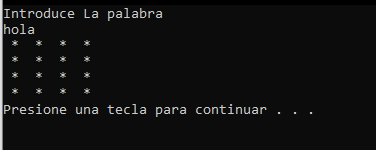 Introduce La palabra
hola
 *  *  *  *
 *  *  *  *
 *  *  *  *
 *  *  *  *
Presione una tecla para continuar . . .